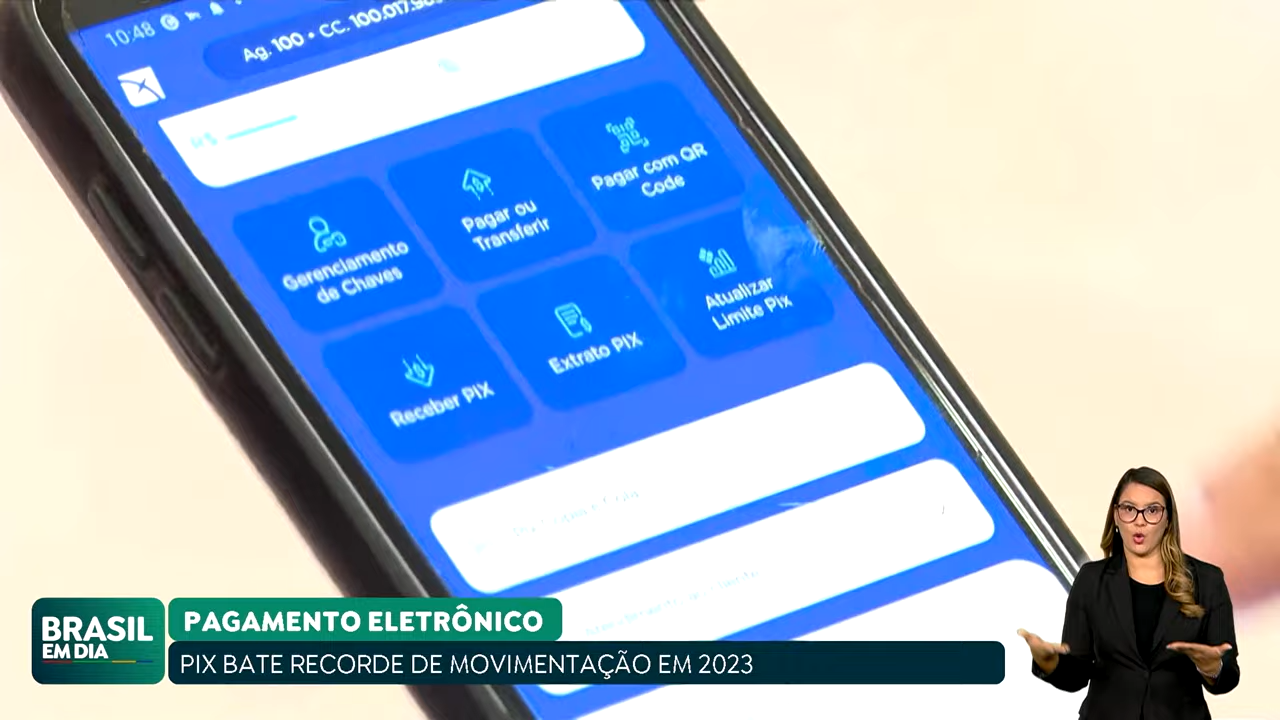 10:48
Ag. 100 • CC. 100.017.989
R$
Pagar com QR
Code
Pagar ou
Transferir
Gerenciamento
de Chaves
Atualizar
Limite Pix
Extrato PIX
Receber PIX
BRASIL
EM DIA
PAGAMENTO ELETRÔNICO
PIX BATE RECORDE DE MOVIMENTAÇÃO EM 2023